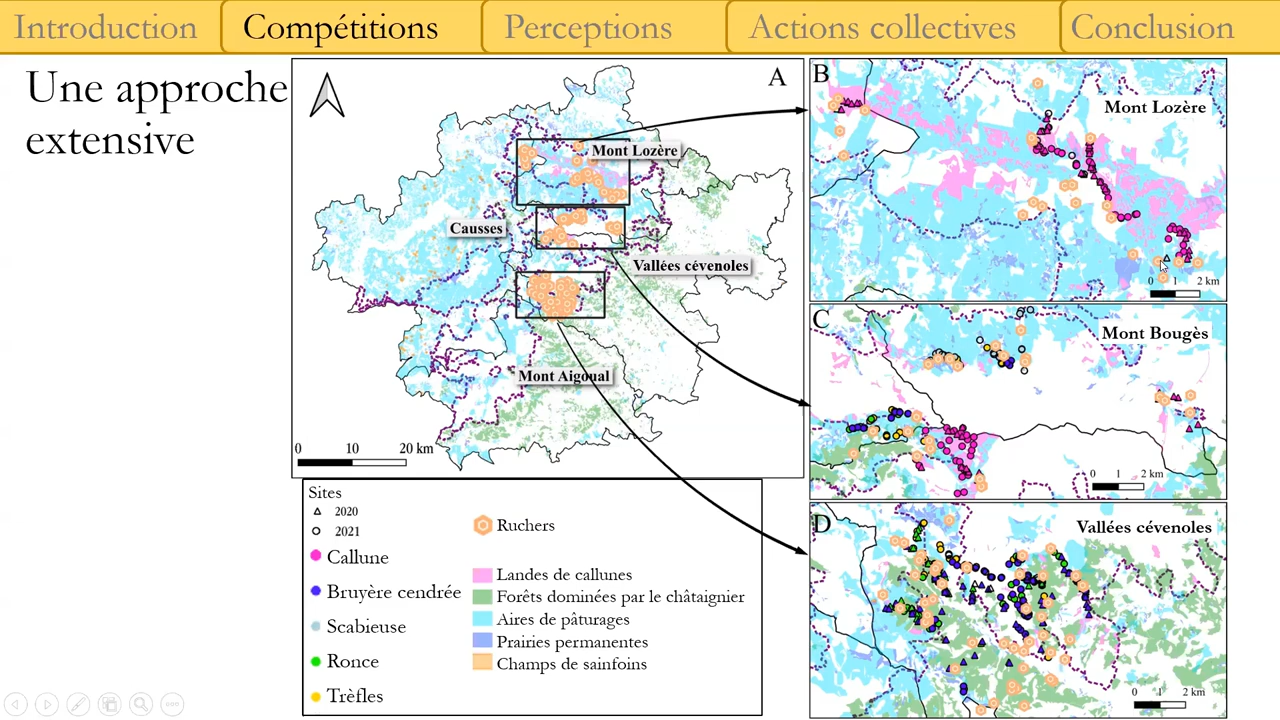 Introduction
Compétitions
Perceptions
Actions collectives
Conclusion
Une approche
extensive
A
Mont Lozère
Causses
Vallées cévenoles
Mont Aigoual
0 10 20 km
B
Mont Lozère
0 1 2 km
C
Mont Bougès
0 1 2 km
D
Vallées cévenoles
0 1 2 km
Sites
2020
2021
Callune
Bruyère cendrée
Scabieuse
Ronce
Trèfles
Ruchers
Landes de callunes
Forêts dominées par le châtaignier
Aires de pâturages
Prairies permanentes
Champs de sainfoins